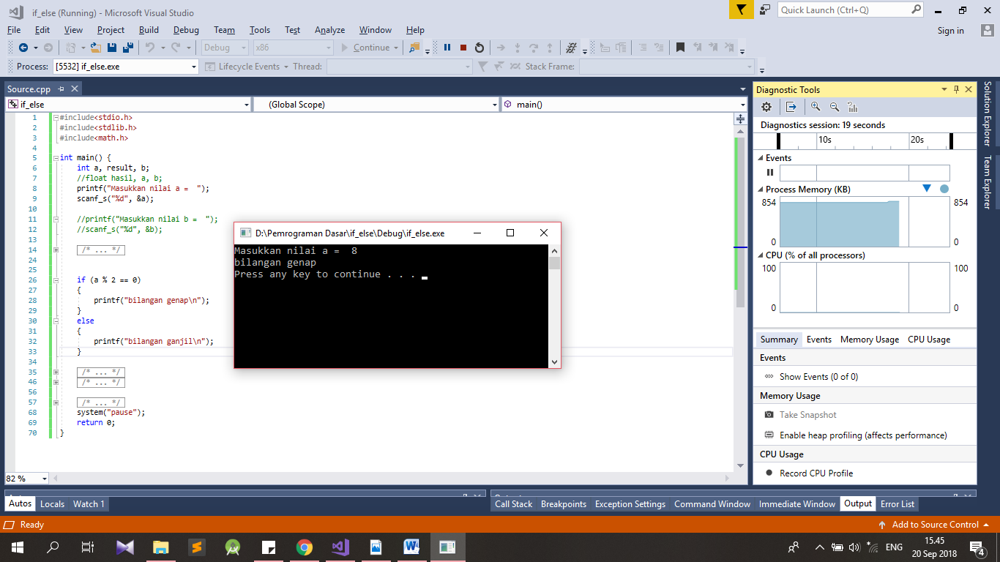 if_else (Running) - Microsoft Visual Studio
Quick Launch (Ctrl+Q)
File Edit View Project Build Debug Team Tools Test Analyze Window Help
Sign in
Debug x86 Continue
Process: [5532] if_else.exe Lifecycle Events Thread: Stack Frame:
Source.cpp
if_else (Global Scope) main()
1 #include<stdio.h>
2 #include<stdlib.h>
3 #include<math.h>
4
5 int main() {
6 int a, result, b;
7 //float hasil, a, b;
8 printf("Masukkan nilai a =  ");
9 scanf_s("%d", &a);
10
11 //printf("Masukkan nilai b =  ");
12 //scanf_s("%d", &b);
13
14 /* ... */
25
26 if (a % 2 == 0)
27 {
28 printf("bilangan genap\n");
29 }
30 else
31 {
32 printf("bilangan ganjil\n");
33 }
34
35 /* ... */
46 /* ... */
56
57 /* ... */
68 system("pause");
69 return 0;
70 }
82 %
D:\Pemrograman Dasar\if_else\Debug\if_else.exe
Masukkan nilai a =  8
bilangan genap
Press any key to continue . . .
Diagnostic Tools
Diagnostics session: 19 seconds
10s 20s
Events
Process Memory (KB)
854 854
0 0
CPU (% of all processors)
100 100
0 0
Summary Events Memory Usage CPU Usage
Events
Show Events (0 of 0)
Memory Usage
Take Snapshot
Enable heap profiling (affects performance)
CPU Usage
Record CPU Profile
Solution Explorer
Team Explorer
Autos Locals Watch 1
Call Stack Breakpoints Exception Settings Command Window Immediate Window Output Error List
Ready
Add to Source Control
ENG
15.45
20 Sep 2018
4